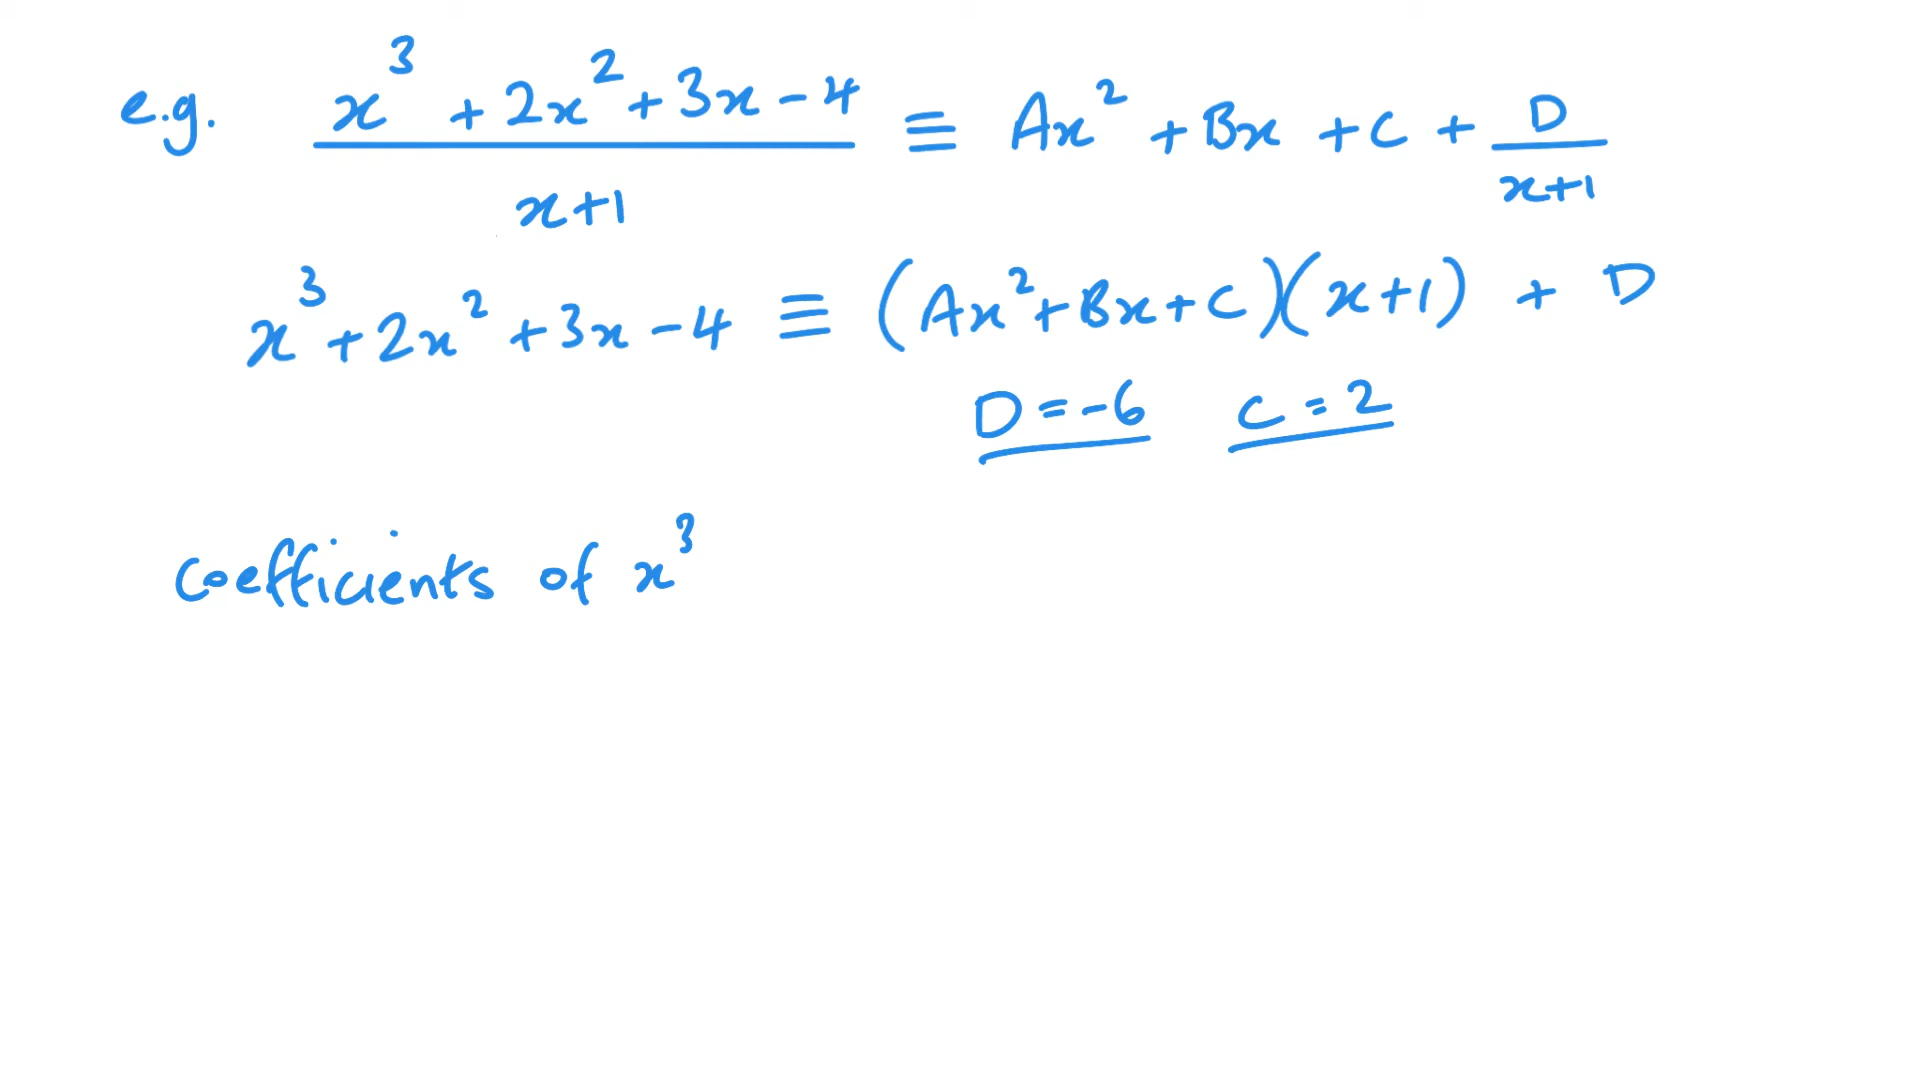 e.g. (x³ + 2x² + 3x - 4)/(x+1) ≡ Ax² + Bx + C + D/(x+1)
x³ + 2x² + 3x - 4 ≡ (Ax² + Bx + C)(x+1) + D
D = -6 C = 2
Coefficients of x³